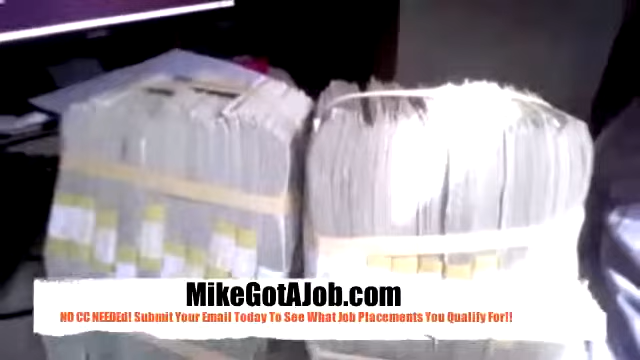 MikeGotAJob.com
NO CC NEEDEd! Submit Your Email Today To See What Job Placements You Qualify For!!